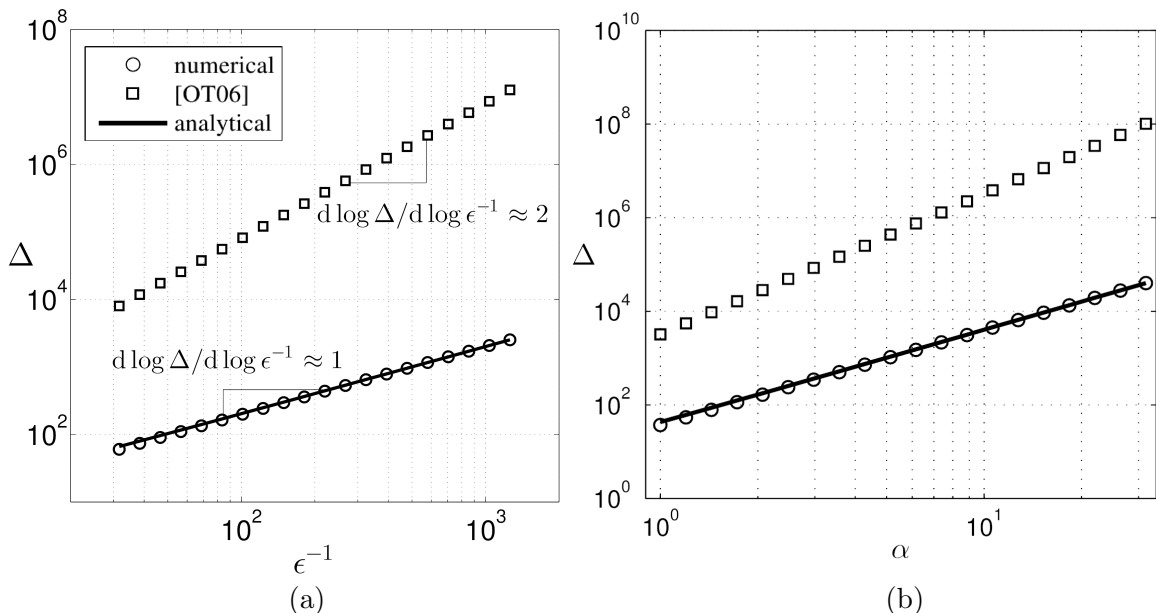 10^8
10^6
10^4
10^2
Δ
numerical
[OT06]
analytical
d log Δ/d log ϵ^{-1} ≈ 2
d log Δ/d log ϵ^{-1} ≈ 1
10^2 10^3
ϵ^{-1}
(a)
10^10
10^8
10^6
10^4
10^2
10^0
Δ
10^0 10^1
α
(b)